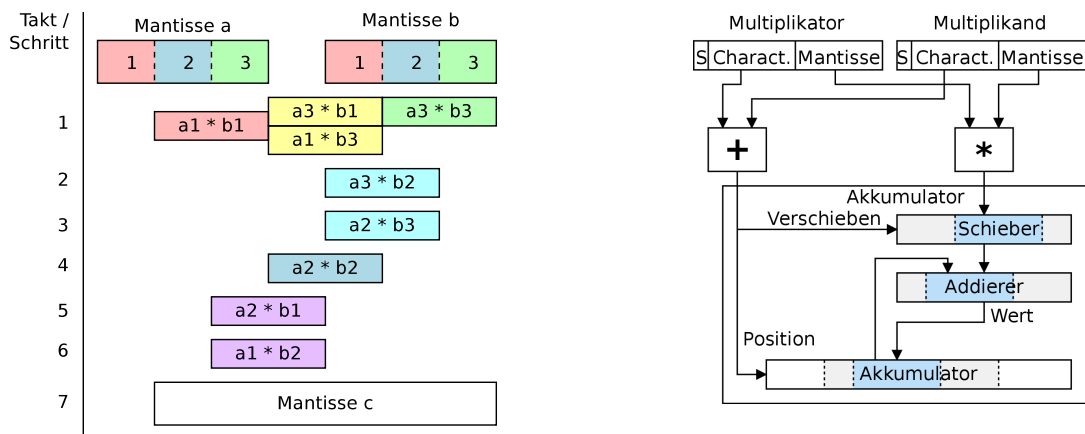 Takt /
Schritt
Mantisse a
Mantisse b
1 2 3
1 2 3
1
a1 * b1
a3 * b1
a3 * b3
a1 * b3
2
a3 * b2
3
a2 * b3
4
a2 * b2
5
a2 * b1
6
a1 * b2
7
Mantisse c
Multiplikator
Multiplikand
S Charact. Mantisse
S Charact. Mantisse
+
*
Akkumulator
Verschieben
Schieber
Addierer
Wert
Position
Akkumulator